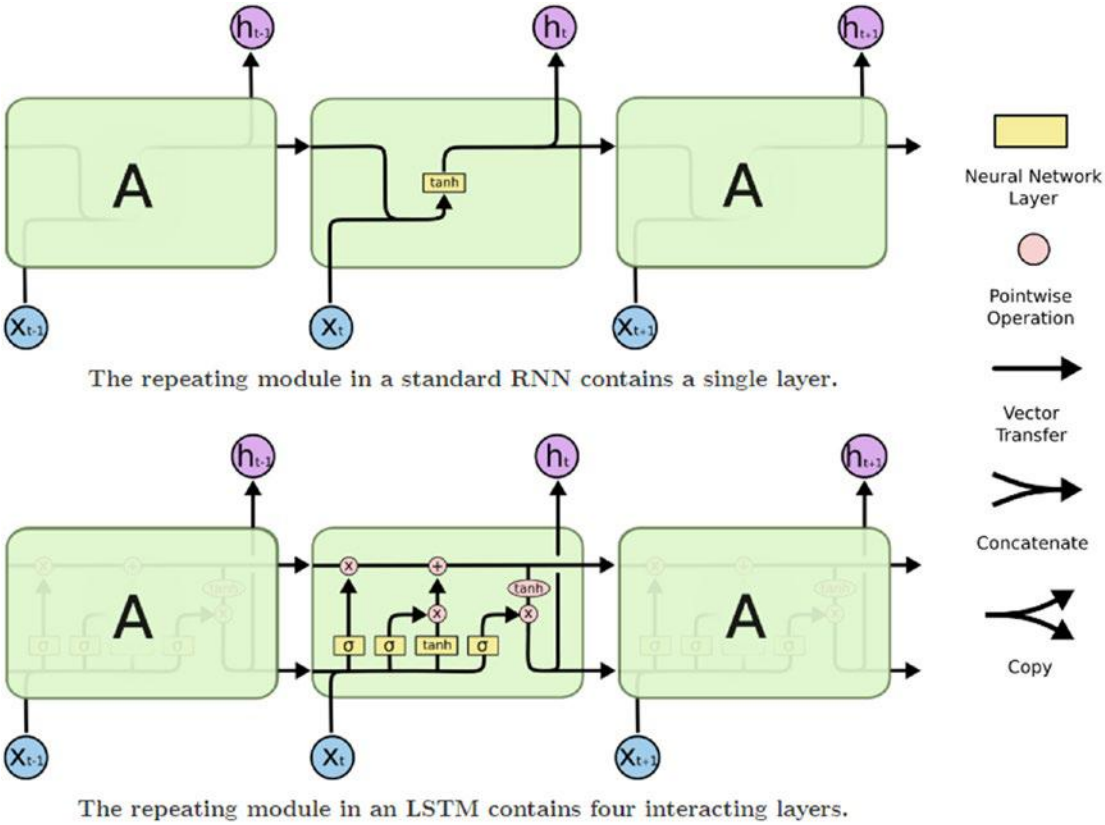 ht-1 ht ht+1
A tanh A
Xt-1 Xt Xt+1
The repeating module in a standard RNN contains a single layer.
ht-1 ht ht+1
x + x + x +
tanh tanh tanh
x x x x x
A A
σ σ σ σ σ tanh σ σ σ σ
Xt-1 Xt Xt+1
The repeating module in an LSTM contains four interacting layers.
Neural Network
Layer
Pointwise
Operation
Vector
Transfer
Concatenate
Copy